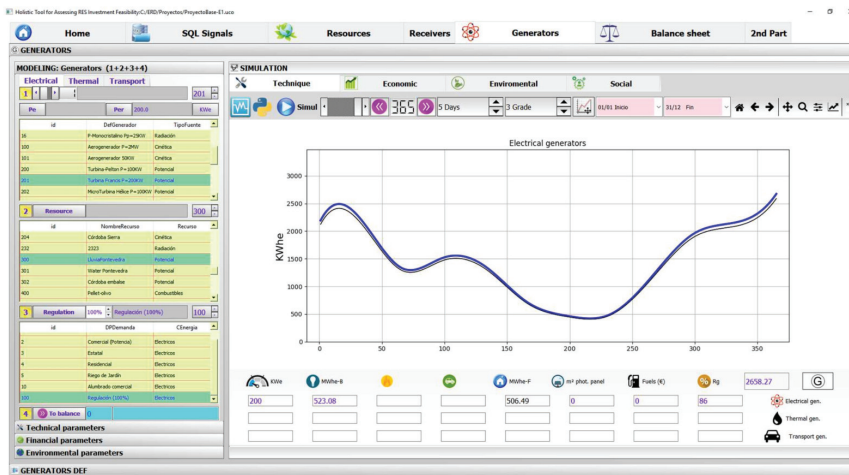 Holistic Tool for Assessing RES Investment Feasibility:C:/ERD/Proyectos/ProyectoBase-E1.uco
Home SQL Signals Resources Receivers Generators Balance sheet 2nd Part
GENERATORS
MODELING: Generators (1+2+3+4)
Electrical Thermal Transport
1 201
Pe Per 200.0 KWe
id DefGenerador TipoFuente
16 P-Monocristalino Pp=29KW Radiación
100 Aerogenerador P=2MW Cinética
101 Aerogenerador 50KW Cinética
200 Turbina-Pelton P=100KW Potencial
201 Turbina Francis P=200KW Potencial
202 MicroTurbina Hélice P=100KW Potencial
2 Resource 300
id NombreRecurso Recurso
204 Córdoba Sierra Cinética
232 2323 Radiación
300 LluviaPontevedra Potencial
301 Water Pontevedra Potencial
302 Córdoba embalse Potencial
400 Pellet-olivo Combustibles
3 Regulation 100% Regulación (100%) 100
id DPDemanda CEnergia
2 Comercial (Potencia) Electricos
3 Estatal Electricos
4 Residencial Electricos
5 Riego de Jardín Electricos
10 Alumbrado comercial Electricos
100 Regulación (100%) Electricos
4 To balance 0
Technical parameters
Financial parameters
Environmental parameters
GENERATORS DEF
SIMULATION
Technique Economic Enviromental Social
Simul 365 5 Days 3 Grade 01/01 Inicio 31/12 Fin
Electrical generators
KWhe
3000
2500
2000
1500
1000
500
0
0 50 100 150 200 250 300 350
KWe MWhe-B MWhe-F m² phot. panel Fuels (€) % Rg 2658.27 G
200 523.08 506.49 0 0 86 Electrical gen.
Thermal gen.
Transport gen.